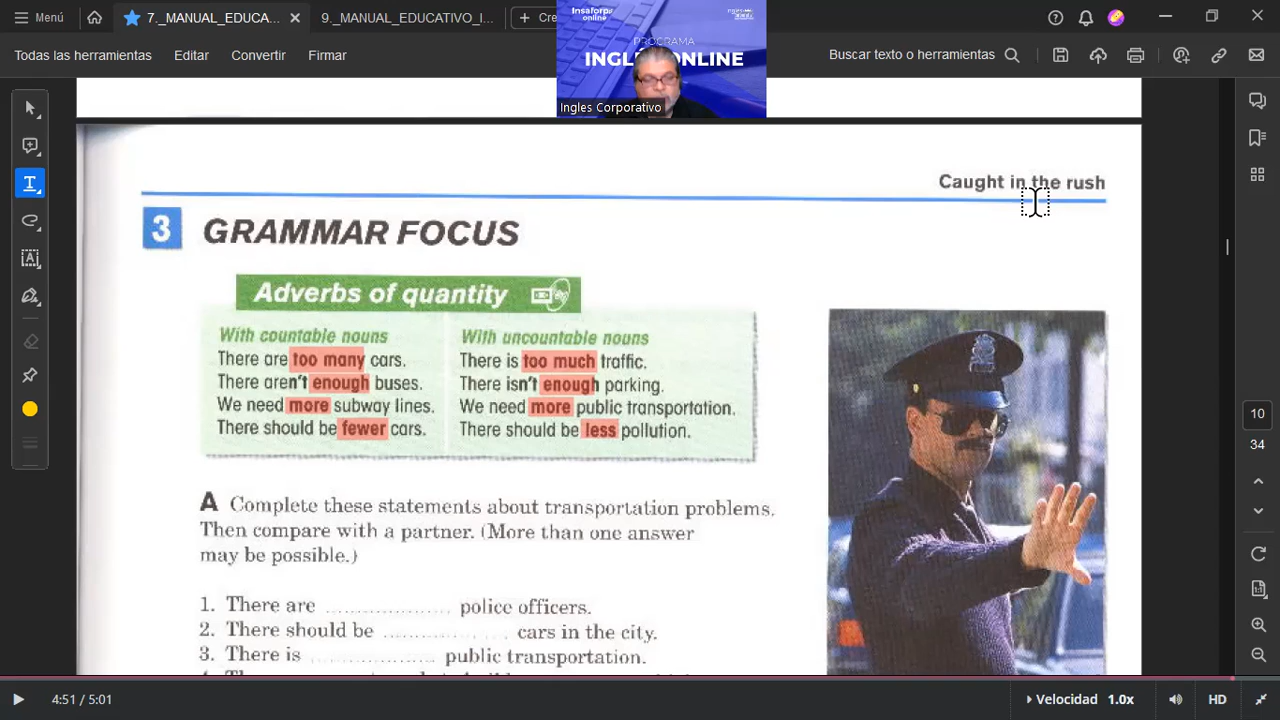 Menú
7._MANUAL_EDUCA...
9._MANUAL_EDUCATIVO_I...
Cre
Todas las herramientas
Editar
Convertir
Firmar
Insaforp
online
PROGRAMA
INGLÉS ONLINE
Ingles Corporativo
Buscar texto o herramientas
Caught in the rush
3 GRAMMAR FOCUS
Adverbs of quantity
With countable nouns
There are too many cars.
There aren't enough buses.
We need more subway lines.
There should be fewer cars.
With uncountable nouns
There is too much traffic.
There isn't enough parking.
We need more public transportation.
There should be less pollution.
A Complete these statements about transportation problems.
Then compare with a partner. (More than one answer
may be possible.)
1. There are .................... police officers.
2. There should be .................... cars in the city.
3. There is .................... public transportation.
10
34
4:51 / 5:01
Velocidad 1.0x
HD